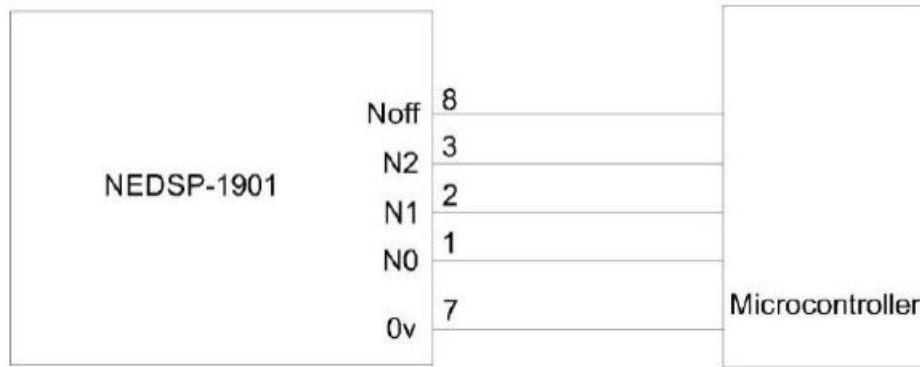 NEDSP-1901
Noff 8
N2 3
N1 2
N0 1
0v 7
Microcontroller